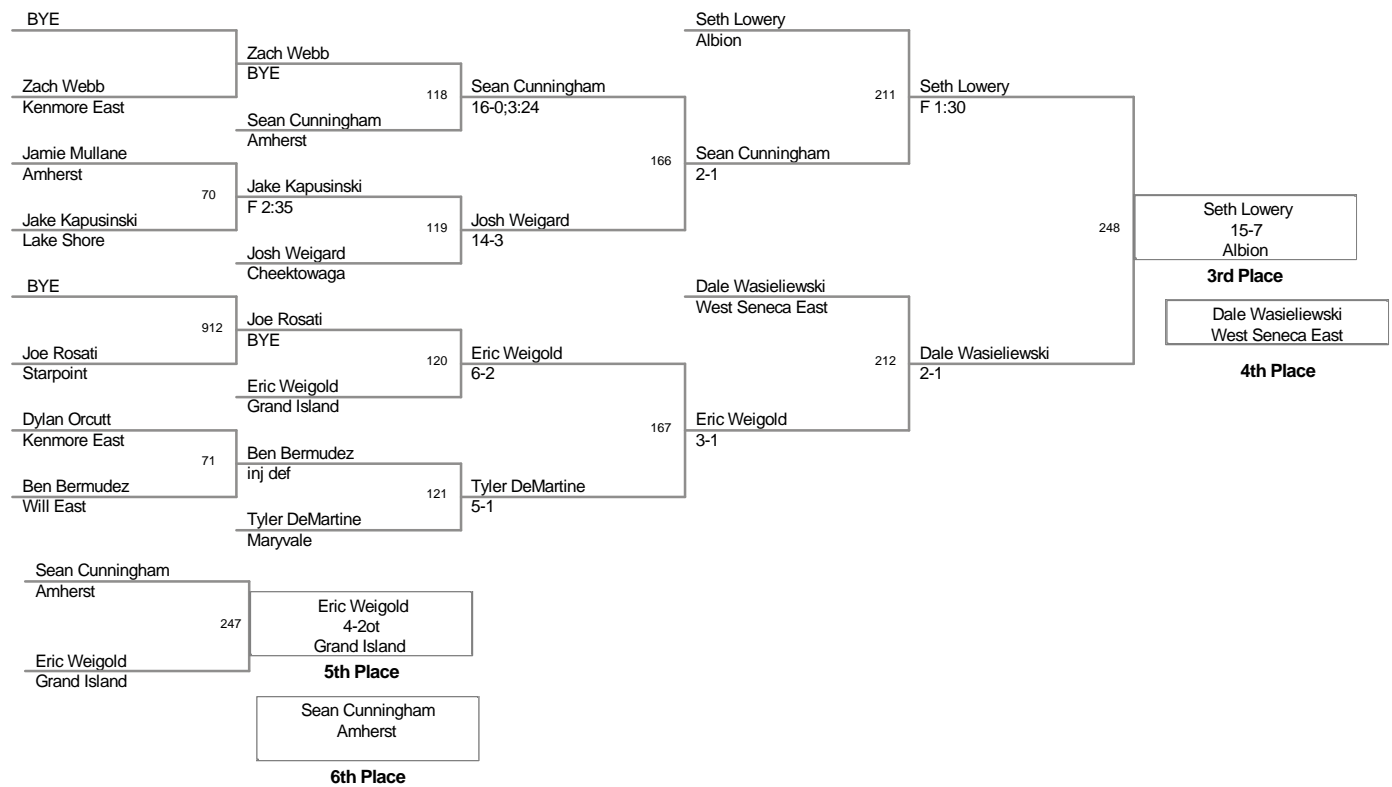 BYE
Zach Webb
Kenmore East
Jamie Mullane
Amherst
70
Jake Kapusinski
Lake Shore
BYE
912
Joe Rosati
Starpoint
Dylan Orcutt
Kenmore East
71
Ben Bermudez
Will East
Zach Webb
BYE
118
Sean Cunningham
Amherst
Jake Kapusinski
F 2:35
119
Josh Weigard
Cheektowaga
Joe Rosati
BYE
120
Eric Weigold
Grand Island
Ben Bermudez
inj def
121
Tyler DeMartine
Maryvale
Sean Cunningham
16-0;3:24
166
Josh Weigard
14-3
Eric Weigold
6-2
167
Tyler DeMartine
5-1
Seth Lowery
Albion
211
Sean Cunningham
2-1
Dale Wasieliewski
West Seneca East
212
Eric Weigold
3-1
Seth Lowery
F 1:30
248
Dale Wasieliewski
2-1
Seth Lowery
15-7
Albion
3rd Place
Dale Wasieliewski
West Seneca East
4th Place
Sean Cunningham
Amherst
247
Eric Weigold
Grand Island
Eric Weigold
4-2ot
Grand Island
5th Place
Sean Cunningham
Amherst
6th Place